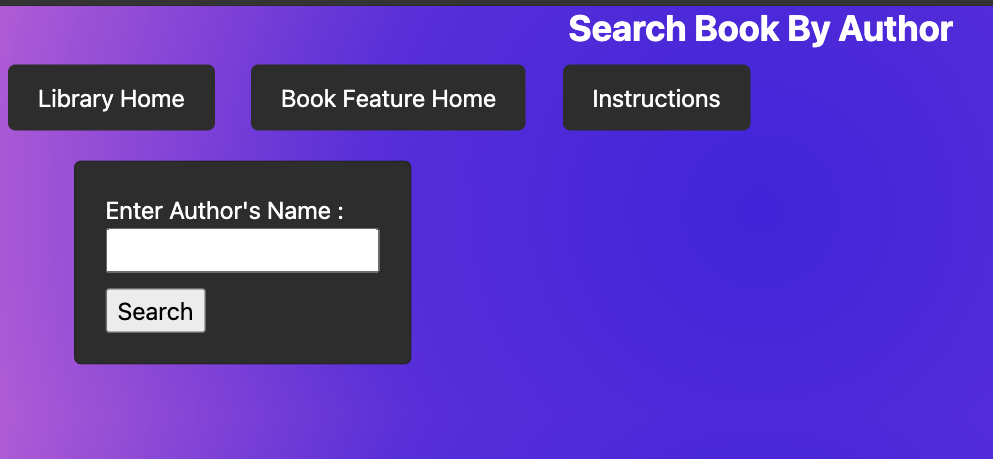 Search Book By Author
Library Home
Book Feature Home
Instructions
Enter Author's Name :
Search